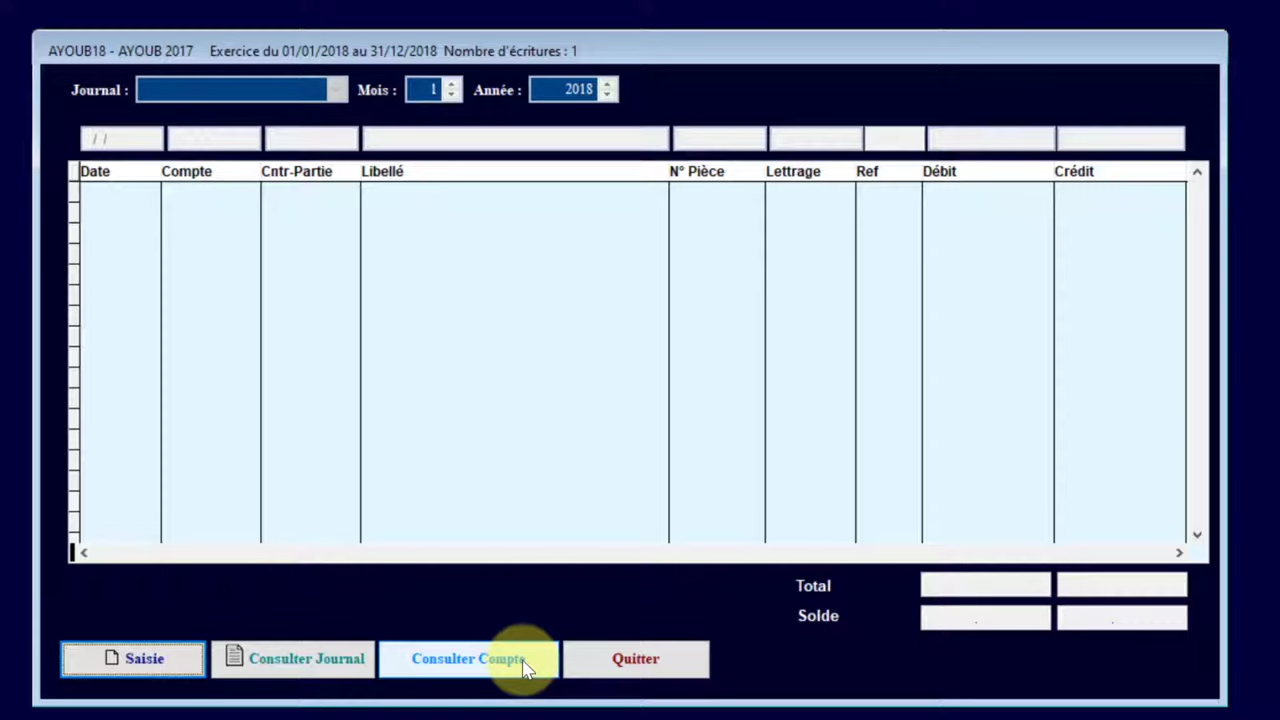 AYOUB18 - AYOUB 2017 Exercice du 01/01/2018 au 31/12/2018 Nombre d'écritures : 1
Journal : Mois : 1 Année : 2018
/ /
Date Compte Cntr-Partie Libellé N° Pièce Lettrage Ref Débit Crédit
Total
Solde . .
Saisie Consulter Journal Consulter Compte Quitter